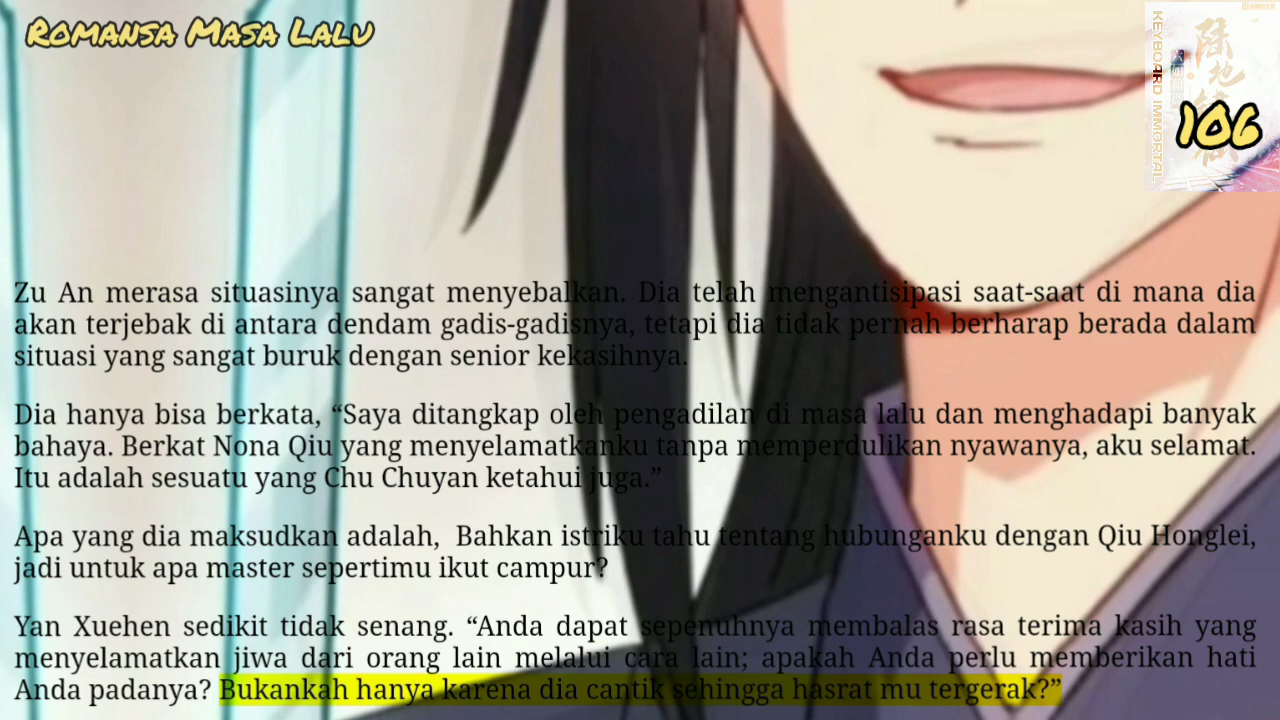 Romansa Masa Lalu
KEYBOARD IMMORTAL
106
Zu An merasa situasinya sangat menyebalkan. Dia telah mengantisipasi saat-saat di mana dia
akan terjebak di antara dendam gadis-gadisnya, tetapi dia tidak pernah berharap berada dalam
situasi yang sangat buruk dengan senior kekasihnya.
Dia hanya bisa berkata, “Saya ditangkap oleh pengadilan di masa lalu dan menghadapi banyak
bahaya. Berkat Nona Qiu yang menyelamatkanku tanpa memperdulikan nyawanya, aku selamat.
Itu adalah sesuatu yang Chu Chuyan ketahui juga.”
Apa yang dia maksudkan adalah,  Bahkan istriku tahu tentang hubunganku dengan Qiu Honglei,
jadi untuk apa master sepertimu ikut campur?
Yan Xuehen sedikit tidak senang. “Anda dapat sepenuhnya membalas rasa terima kasih yang
menyelamatkan jiwa dari orang lain melalui cara lain; apakah Anda perlu memberikan hati
Anda padanya? Bukankah hanya karena dia cantik sehingga hasrat mu tergerak?”